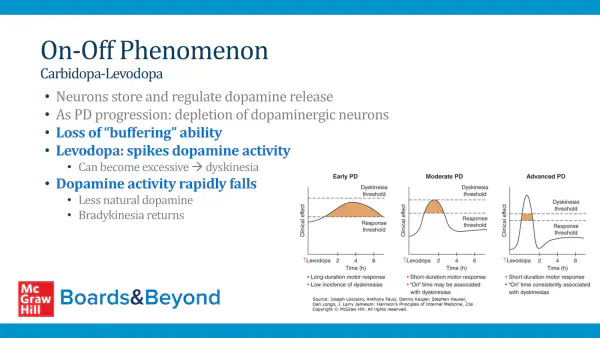 On-Off Phenomenon
Carbidopa-Levodopa
• Neurons store and regulate dopamine release
• As PD progression: depletion of dopaminergic neurons
• Loss of “buffering” ability
• Levodopa: spikes dopamine activity
• Can become excessive → dyskinesia
• Dopamine activity rapidly falls
• Less natural dopamine
• Bradykinesia returns
Early PD
Dyskinesia
threshold
Response
threshold
Clinical effect
↑Levodopa 2 4 6
Time (h)
• Long-duration motor response
• Low incidence of dyskinesias
Moderate PD
Dyskinesia
threshold
Response
threshold
Clinical effect
↑Levodopa 2 4 6
Time (h)
• Short-duration motor response
• “On” time may be associated
with dyskinesias
Advanced PD
Dyskinesia
threshold
Response
threshold
Clinical effect
↑Levodopa 2 4 6
Time (h)
• Short-duration motor response
• “On” time consistently associated
with dyskinesias
Source: Joseph Loscalzo, Anthony Fauci, Dennis Kasper, Stephen Hauser,
Dan Longo, J. Larry Jameson: Harrison's Principles of Internal Medicine, 21e
Copyright © McGraw Hill. All rights reserved.
Mc
Graw
Hill
Boards&Beyond